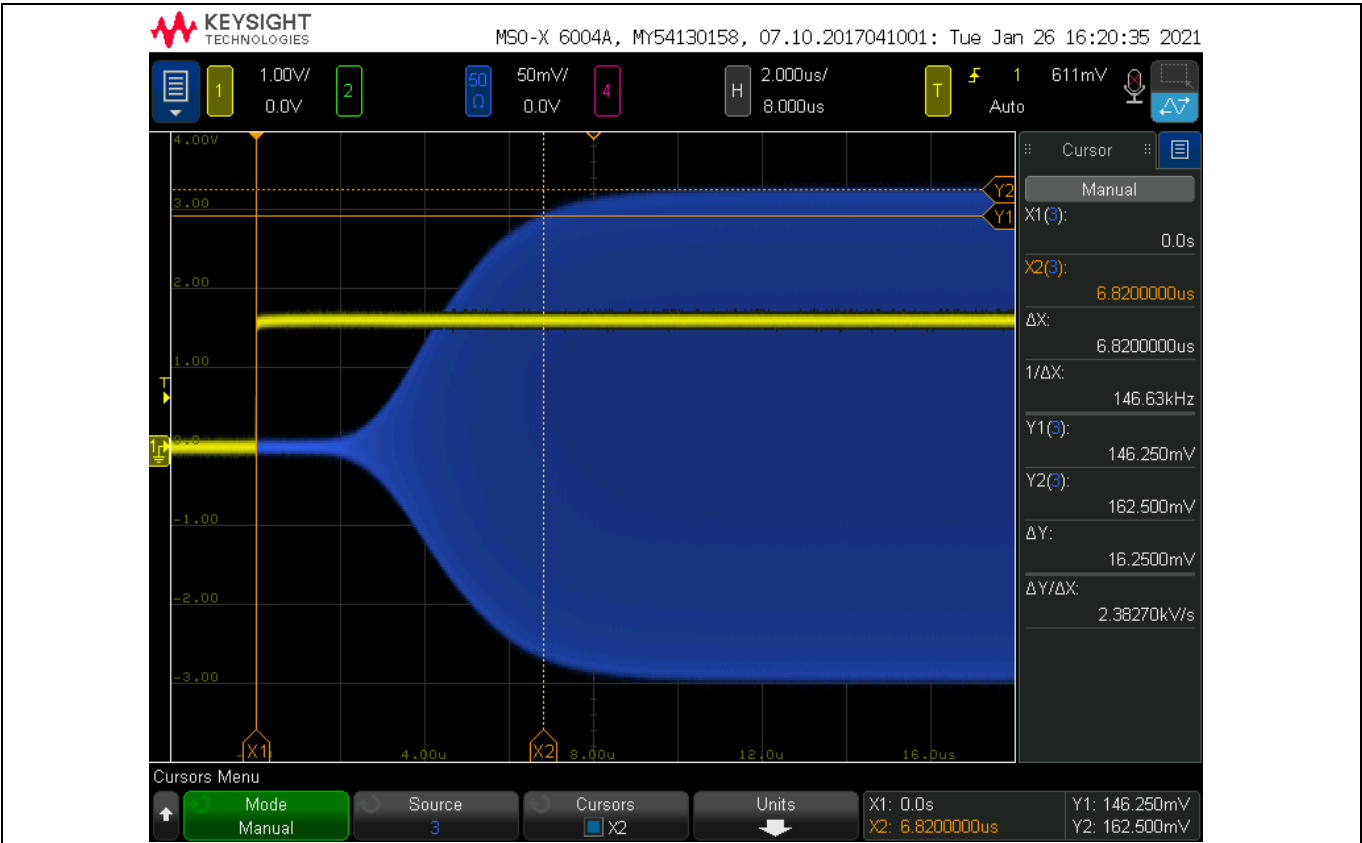 KEYSIGHT
TECHNOLOGIES
MSO-X 6004A, MY54130158, 07.10.2017041001: Tue Jan 26 16:20:35 2021
1 1.00V/ 0.0V
2
50 Ω 50mV/ 0.0V
4
H 2.000us/ 8.000us
T 1 611mV
Auto
4.00V
3.00
2.00
1.00
0.0
-1.00
-2.00
-3.00
T
1
Y2
Y1
X1
4.00u
X2
8.00u
12.0u
16.0us
Cursor
Manual
X1(3):
0.0s
X2(3):
6.8200000us
ΔX:
6.8200000us
1/ΔX:
146.63kHz
Y1(3):
146.250mV
Y2(3):
162.500mV
ΔY:
16.2500mV
ΔY/ΔX:
2.38270kV/s
Cursors Menu
Mode
Manual
Source
3
Cursors
X2
Units
X1: 0.0s
X2: 6.8200000us
Y1: 146.250mV
Y2: 162.500mV